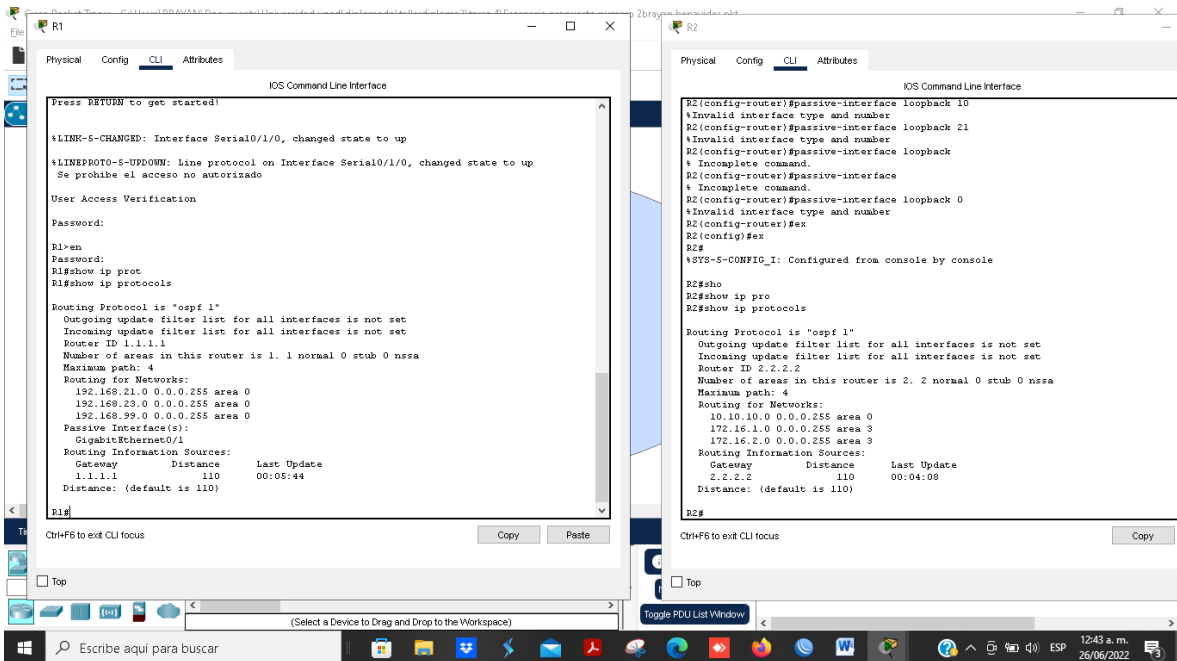 Cisco Packet Tracer - C:\Users\BRAYAN\Documents\Universidad unad\diplomado\
File
R1
Physical Config CLI Attributes
IOS Command Line Interface
Press RETURN to get started!
%LINK-5-CHANGED: Interface Serial0/1/0, changed state to up
%LINEPROTO-5-UPDOWN: Line protocol on Interface Serial0/1/0, changed state to up
Se prohibe el acceso no autorizado
User Access Verification
Password:
R1>en
Password:
R1#show ip prot
R1#show ip protocols
Routing Protocol is "ospf 1"
Outgoing update filter list for all interfaces is not set
Incoming update filter list for all interfaces is not set
Router ID 1.1.1.1
Number of areas in this router is 1. 1 normal 0 stub 0 nssa
Maximum path: 4
Routing for Networks:
192.168.21.0 0.0.0.255 area 0
192.168.23.0 0.0.0.255 area 0
192.168.99.0 0.0.0.255 area 0
Passive Interface(s):
GigabitEthernet0/1
Routing Information Sources:
Gateway Distance Last Update
1.1.1.1 110 00:05:44
Distance: (default is 110)
R1#
Ctrl+F6 to exit CLI focus
Copy Paste
Top
R2
Physical Config CLI Attributes
IOS Command Line Interface
R2(config-router)#passive-interface loopback 10
%Invalid interface type and number
R2(config-router)#passive-interface loopback 21
%Invalid interface type and number
R2(config-router)#passive-interface loopback
% Incomplete command.
R2(config-router)#passive-interface
% Incomplete command.
R2(config-router)#passive-interface loopback 0
%Invalid interface type and number
R2(config-router)#ex
R2(config)#ex
R2#
%SYS-5-CONFIG_I: Configured from console by console
R2#sho
R2#show ip pro
R2#show ip protocols
Routing Protocol is "ospf 1"
Outgoing update filter list for all interfaces is not set
Incoming update filter list for all interfaces is not set
Router ID 2.2.2.2
Number of areas in this router is 2. 2 normal 0 stub 0 nssa
Maximum path: 4
Routing for Networks:
10.10.10.0 0.0.0.255 area 0
172.16.1.0 0.0.0.255 area 3
172.16.2.0 0.0.0.255 area 3
Routing Information Sources:
Gateway Distance Last Update
2.2.2.2 110 00:04:08
Distance: (default is 110)
R2#
Ctrl+F6 to exit CLI focus
Copy
Top
Toggle PDU List Window
(Select a Device to Drag and Drop to the Workspace)
Escribe aquí para buscar
ESP
12:43 a. m.
26/06/2022
3